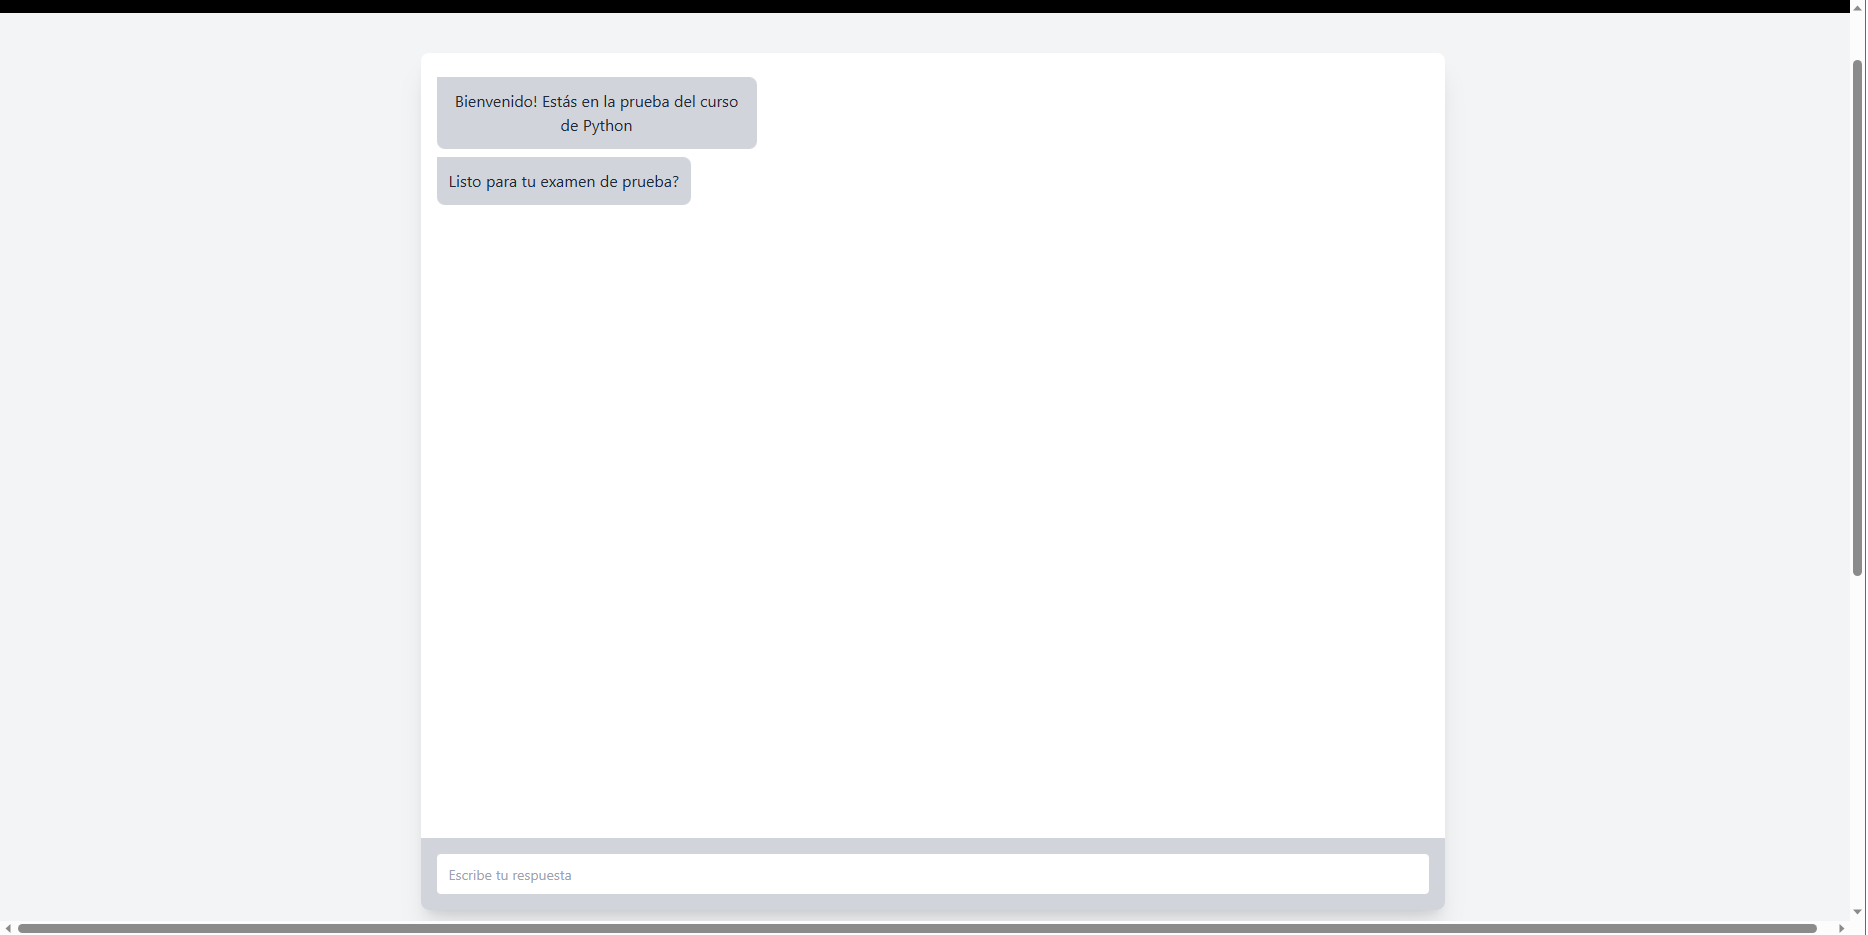 Bienvenido! Estás en la prueba del curso
de Python
Listo para tu examen de prueba?
Escribe tu respuesta